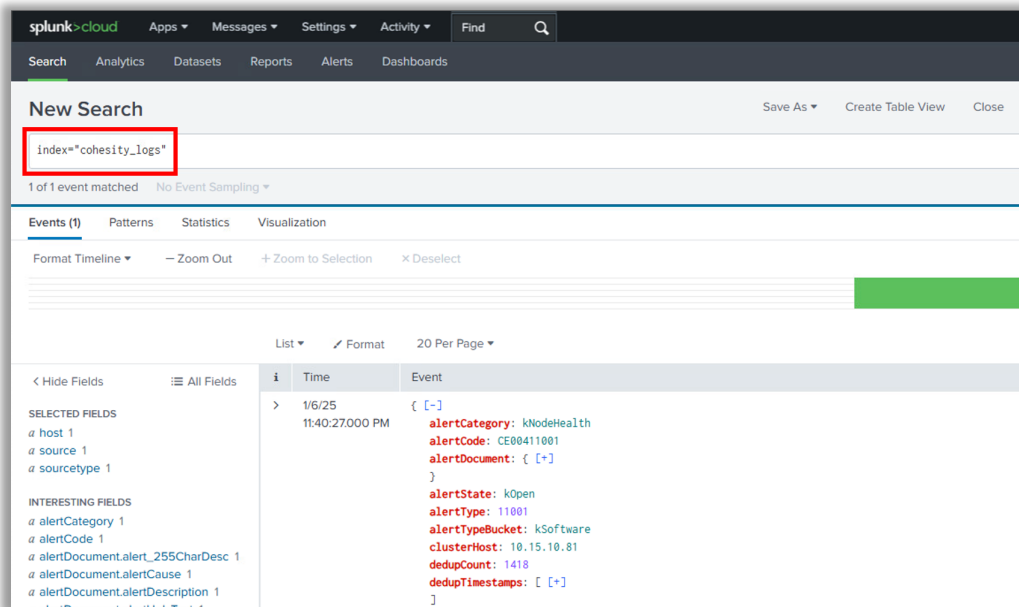 splunk>cloud Apps ▾ Messages ▾ Settings ▾ Activity ▾ Find
Search Analytics Datasets Reports Alerts Dashboards
New Search
Save As ▾ Create Table View Close
index="cohesity_logs"
1 of 1 event matched No Event Sampling ▾
Events (1) Patterns Statistics Visualization
Format Timeline ▾ — Zoom Out + Zoom to Selection × Deselect
List ▾ Format 20 Per Page ▾
< Hide Fields All Fields
i Time Event
SELECTED FIELDS
a host 1
a source 1
a sourcetype 1
INTERESTING FIELDS
a alertCategory 1
a alertCode 1
a alertDocument.alert_255CharDesc 1
a alertDocument.alertCause 1
a alertDocument.alertDescription 1
> 1/6/25
11:40:27.000 PM
{ [-]
alertCategory: kNodeHealth
alertCode: CE00411001
alertDocument: { [+]
}
alertState: kOpen
alertType: 11001
alertTypeBucket: kSoftware
clusterHost: 10.15.10.81
dedupCount: 1418
dedupTimestamps: [ [+]
]